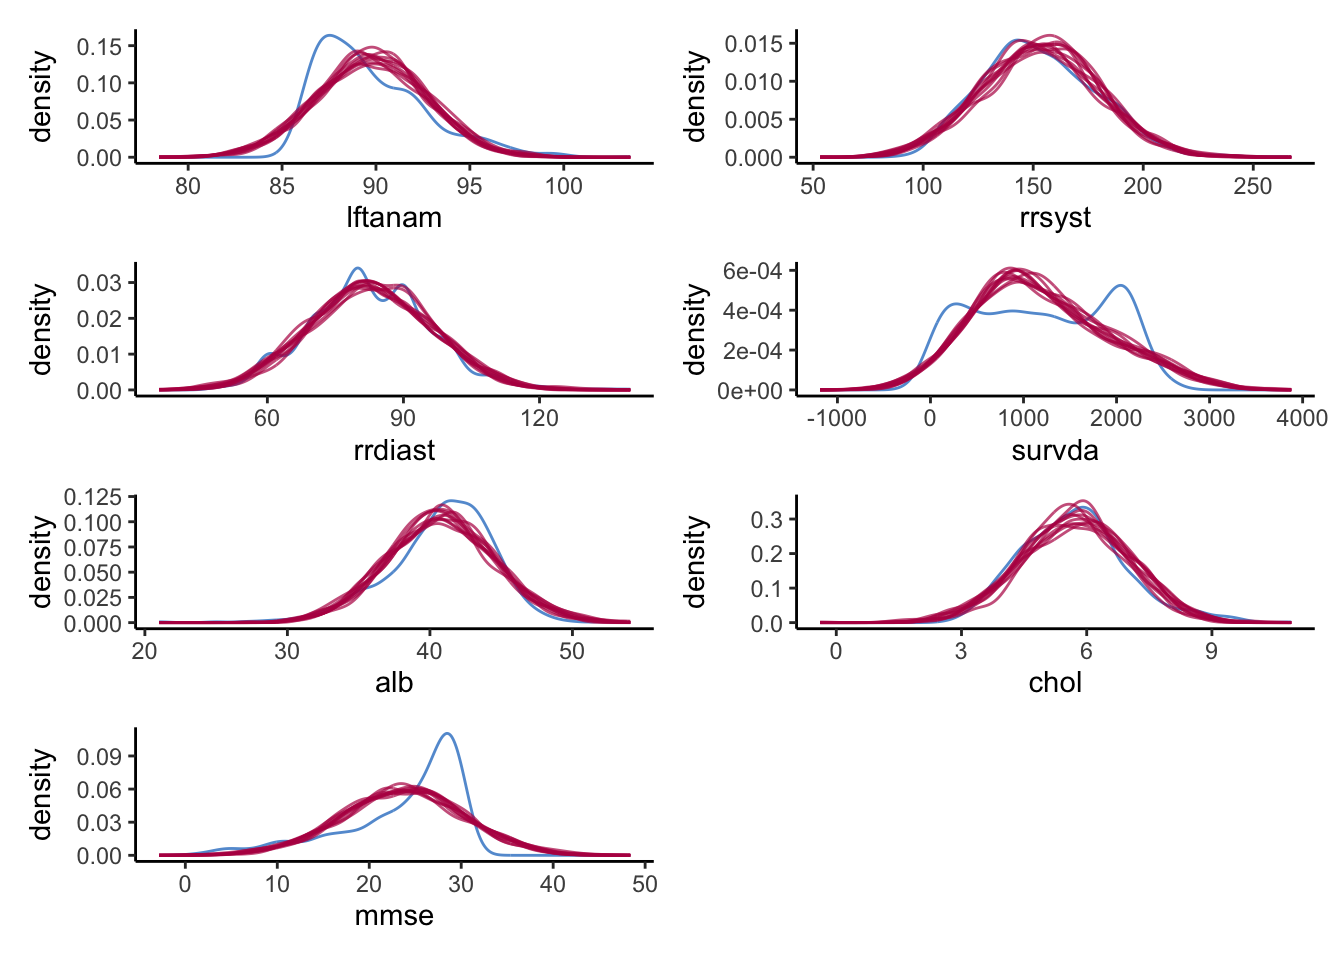 density
0.15
0.10
0.05
0.00
80 85 90 95 100
lftanam
density
0.015
0.010
0.005
0.000
50 100 150 200 250
rrsyst
density
0.03
0.02
0.01
0.00
60 90 120
rrdiast
density
6e-04
4e-04
2e-04
0e+00
-1000 0 1000 2000 3000 4000
survda
density
0.125
0.100
0.075
0.050
0.025
0.000
20 30 40 50
alb
density
0.3
0.2
0.1
0.0
0 3 6 9
chol
density
0.09
0.06
0.03
0.00
0 10 20 30 40 50
mmse